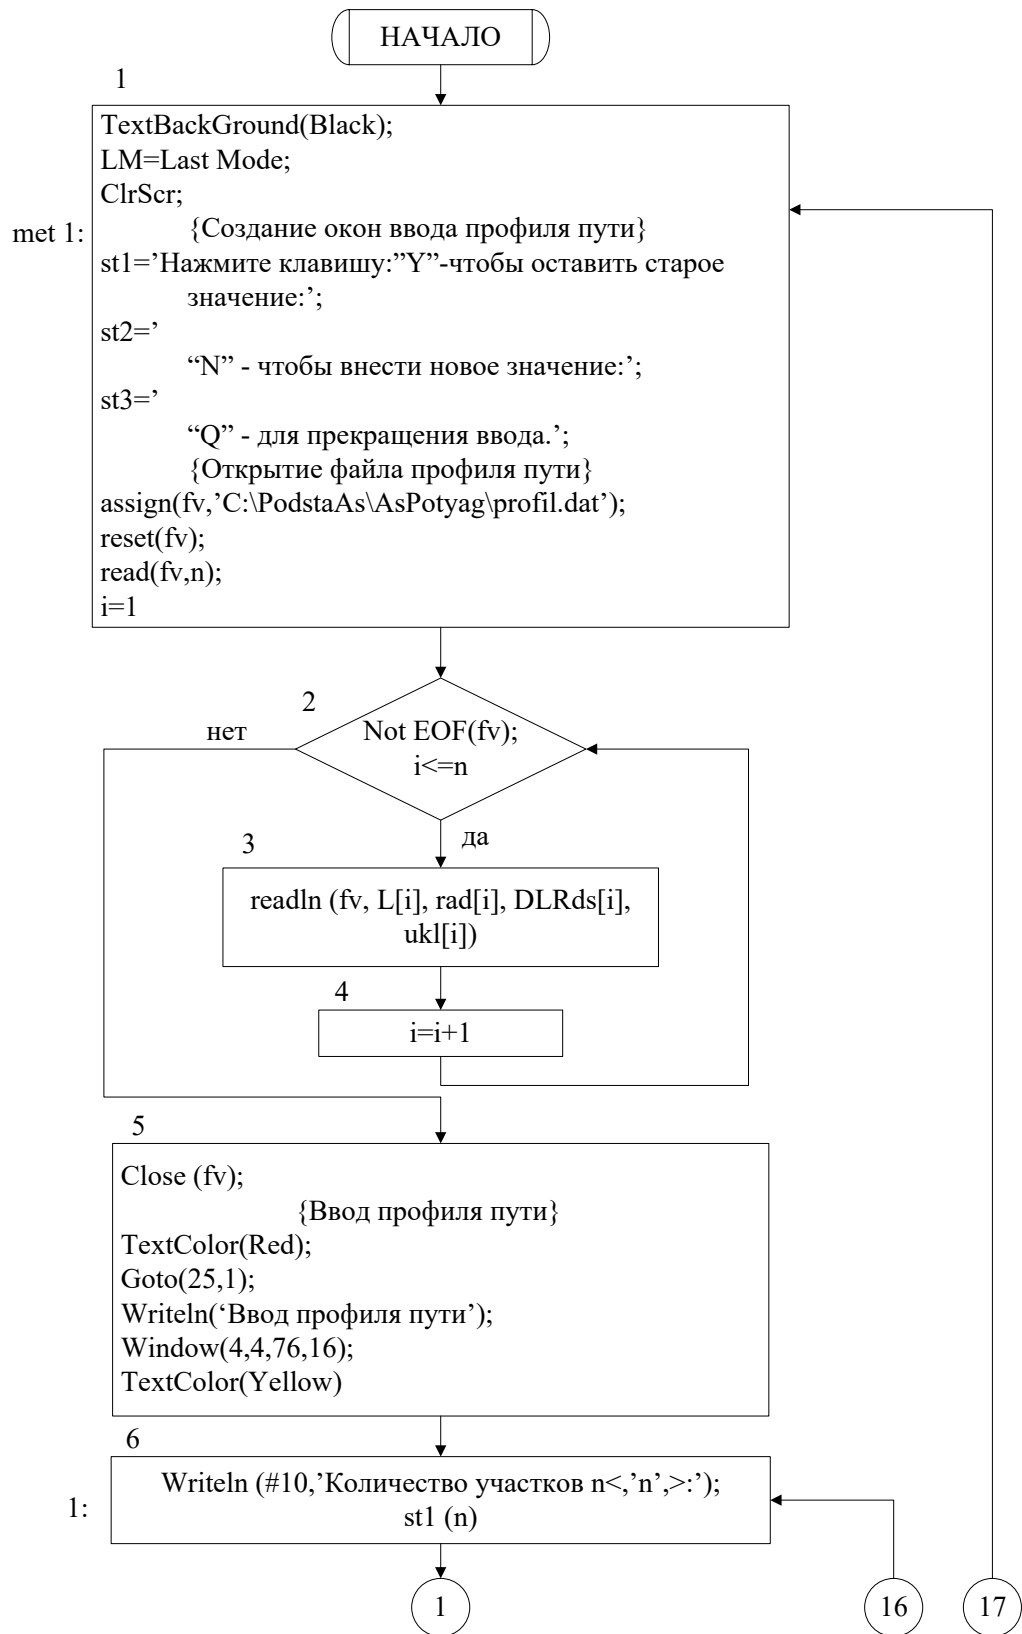 НАЧАЛО
1
TextBackGround(Black);
LM=Last Mode;
ClrScr;
met 1:
{Создание окон ввода профиля пути}
st1=’Нажмите клавишу:”Y”-чтобы оставить старое
значение:’;
st2=’
“N” - чтобы внести новое значение:’;
st3=’
“Q” - для прекращения ввода.’;
{Открытие файла профиля пути}
assign(fv,’C:\PodstaAs\AsPotyag\profil.dat’);
reset(fv);
read(fv,n);
i=1
2
нет
Not EOF(fv);
i<=n
да
3
readln (fv, L[i], rad[i], DLRds[i],
ukl[i])
4
i=i+1
5
Close (fv);
{Ввод профиля пути}
TextColor(Red);
Goto(25,1);
Writeln(‘Ввод профиля пути’);
Window(4,4,76,16);
TextColor(Yellow)
6
1:
Writeln (#10,’Количество участков n<,’n’,>:’);
st1 (n)
1
16
17